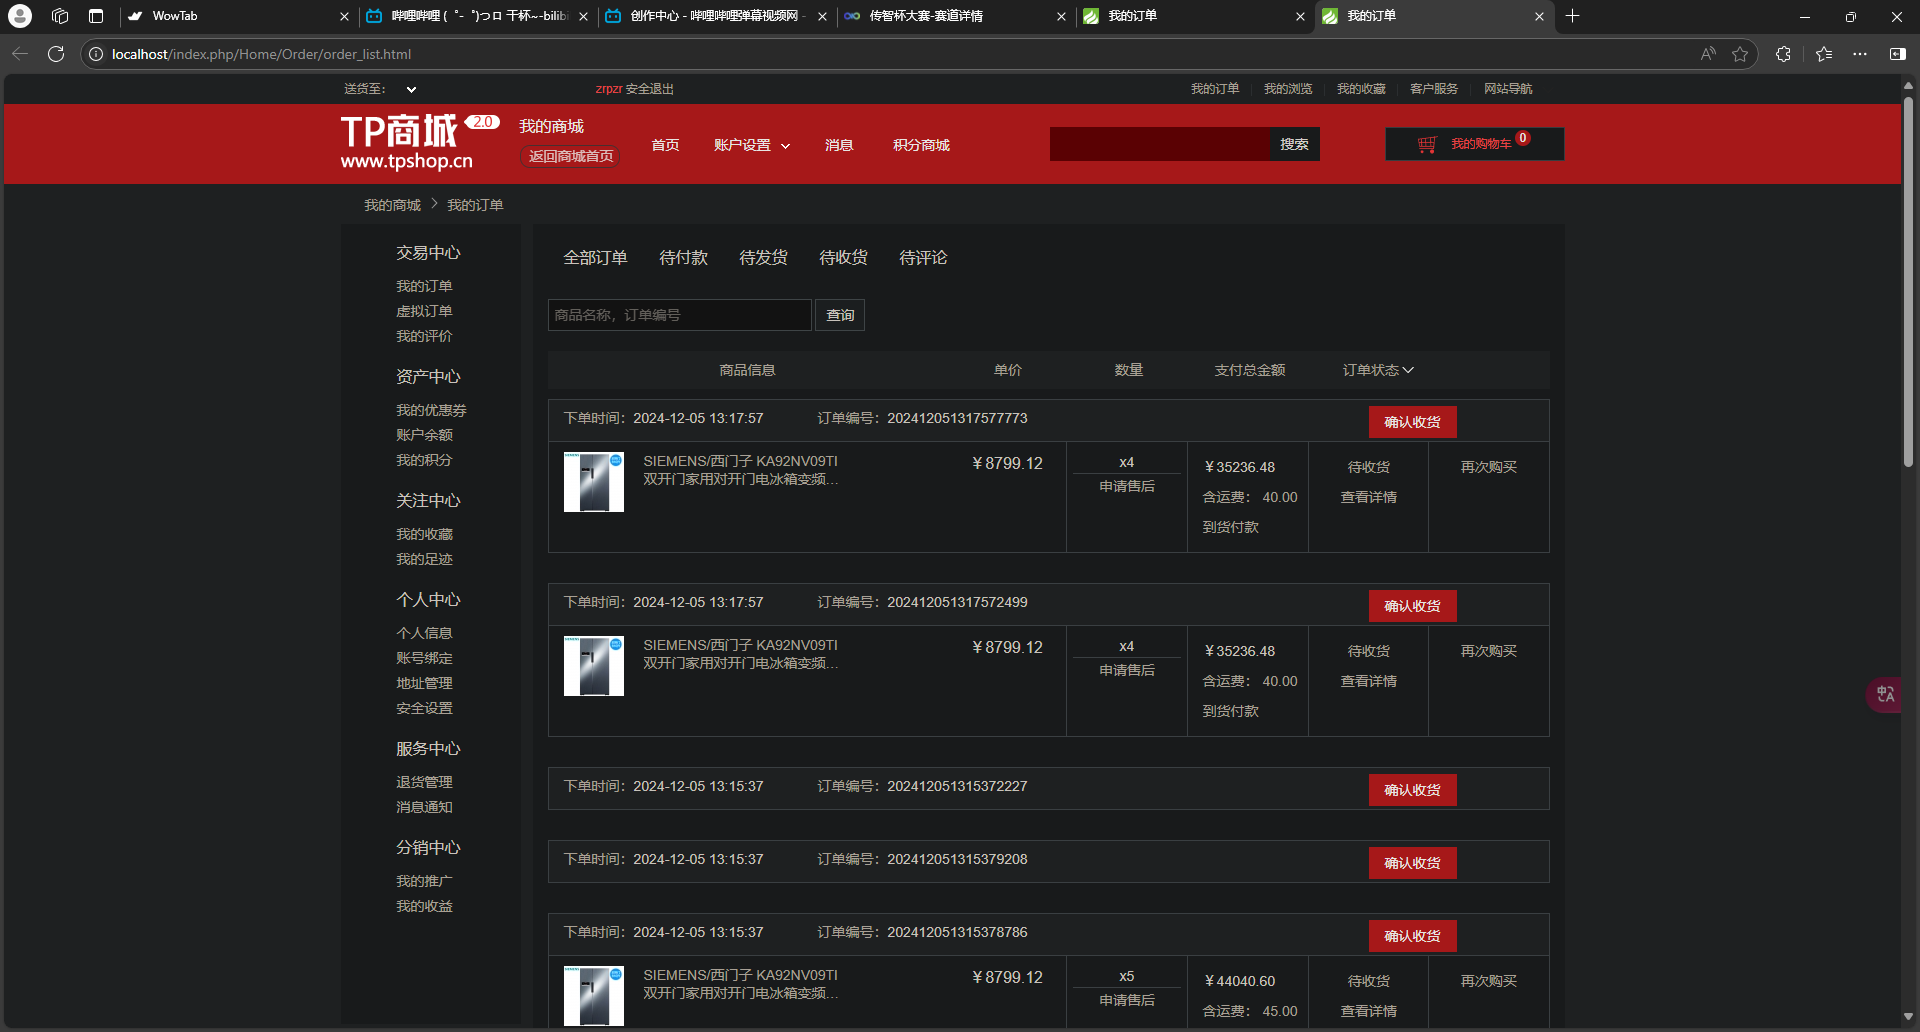 WowTab
哔哩哔哩 (゜-゜)つロ 干杯~-bilibi
创作中心 - 哔哩哔哩弹幕视频网 -
传智杯大赛-赛道详情
我的订单
我的订单
localhost/index.php/Home/Order/order_list.html
送货至：
zrpzr 安全退出
我的订单
我的浏览
我的收藏
客户服务
网站导航
TP商城 2.0
www.tpshop.cn
我的商城
返回商城首页
首页
账户设置
消息
积分商城
搜索
我的购物车 0
我的商城 > 我的订单
交易中心
我的订单
虚拟订单
我的评价
资产中心
我的优惠券
账户余额
我的积分
关注中心
我的收藏
我的足迹
个人中心
个人信息
账号绑定
地址管理
安全设置
服务中心
退货管理
消息通知
分销中心
我的推广
我的收益
全部订单 待付款 待发货 待收货 待评论
商品名称，订单编号 查询
商品信息 单价 数量 支付总金额 订单状态
下单时间：2024-12-05 13:17:57 订单编号：202412051317577773 确认收货
SIEMENS/西门子 KA92NV09TI
双开门家用对开门电冰箱变频...
￥8799.12
x4
申请售后
￥35236.48
含运费： 40.00
到货付款
待收货
查看详情
再次购买
下单时间：2024-12-05 13:17:57 订单编号：202412051317572499 确认收货
SIEMENS/西门子 KA92NV09TI
双开门家用对开门电冰箱变频...
￥8799.12
x4
申请售后
￥35236.48
含运费： 40.00
到货付款
待收货
查看详情
再次购买
下单时间：2024-12-05 13:15:37 订单编号：202412051315372227 确认收货
下单时间：2024-12-05 13:15:37 订单编号：202412051315379208 确认收货
下单时间：2024-12-05 13:15:37 订单编号：202412051315378786 确认收货
SIEMENS/西门子 KA92NV09TI
双开门家用对开门电冰箱变频...
￥8799.12
x5
申请售后
￥44040.60
含运费： 45.00
待收货
查看详情
再次购买